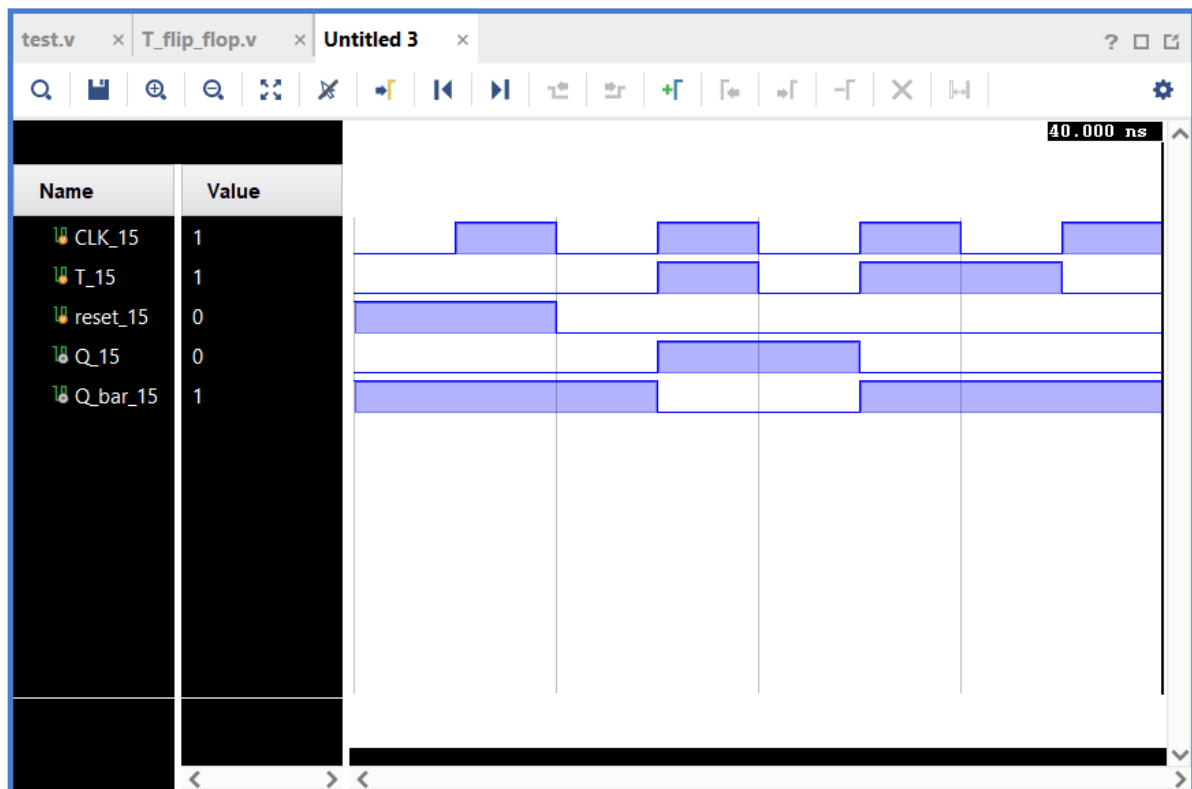 test.v × T_flip_flop.v × Untitled 3 ×
?
40.000 ns
Name Value
CLK_15 1
T_15 1
reset_15 0
Q_15 0
Q_bar_15 1